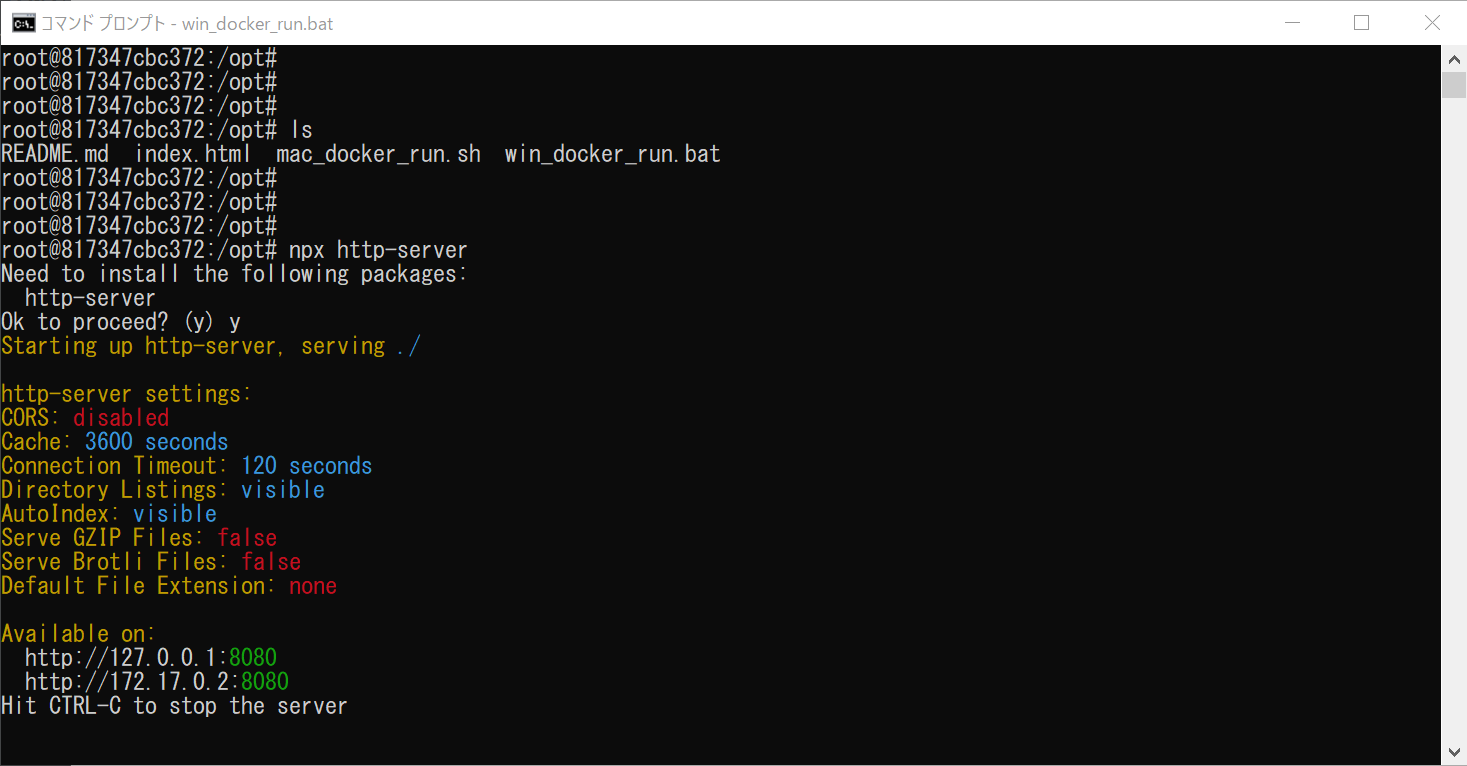 コマンド プロンプト - win_docker_run.bat
root@817347cbc372:/opt#
root@817347cbc372:/opt#
root@817347cbc372:/opt#
root@817347cbc372:/opt# ls
README.md  index.html  mac_docker_run.sh  win_docker_run.bat
root@817347cbc372:/opt#
root@817347cbc372:/opt#
root@817347cbc372:/opt#
root@817347cbc372:/opt# npx http-server
Need to install the following packages:
  http-server
Ok to proceed? (y) y
Starting up http-server, serving ./

http-server settings:
CORS: disabled
Cache: 3600 seconds
Connection Timeout: 120 seconds
Directory Listings: visible
AutoIndex: visible
Serve GZIP Files: false
Serve Brotli Files: false
Default File Extension: none

Available on:
  http://127.0.0.1:8080
  http://172.17.0.2:8080
Hit CTRL-C to stop the server